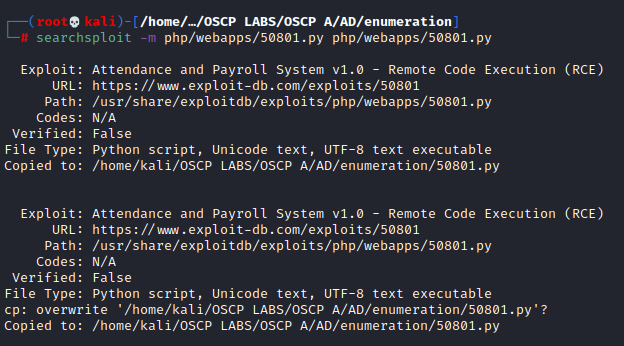 ┌──(root💀kali)-[/home/…/OSCP LABS/OSCP A/AD/enumeration]
└─# searchsploit -m php/webapps/50801.py php/webapps/50801.py
Exploit: Attendance and Payroll System v1.0 - Remote Code Execution (RCE)
URL: https://www.exploit-db.com/exploits/50801
Path: /usr/share/exploitdb/exploits/php/webapps/50801.py
Codes: N/A
Verified: False
File Type: Python script, Unicode text, UTF-8 text executable
Copied to: /home/kali/OSCP LABS/OSCP A/AD/enumeration/50801.py
Exploit: Attendance and Payroll System v1.0 - Remote Code Execution (RCE)
URL: https://www.exploit-db.com/exploits/50801
Path: /usr/share/exploitdb/exploits/php/webapps/50801.py
Codes: N/A
Verified: False
File Type: Python script, Unicode text, UTF-8 text executable
cp: overwrite '/home/kali/OSCP LABS/OSCP A/AD/enumeration/50801.py'?
Copied to: /home/kali/OSCP LABS/OSCP A/AD/enumeration/50801.py